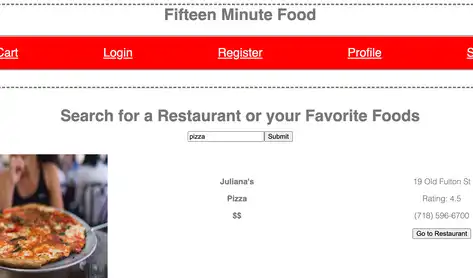 Fifteen Minute Food
Cart Login Register Profile S
Search for a Restaurant or your Favorite Foods
pizza Submit
Juliana's 19 Old Fulton St
Pizza Rating: 4.5
$$ (718) 596-6700
Go to Restaurant